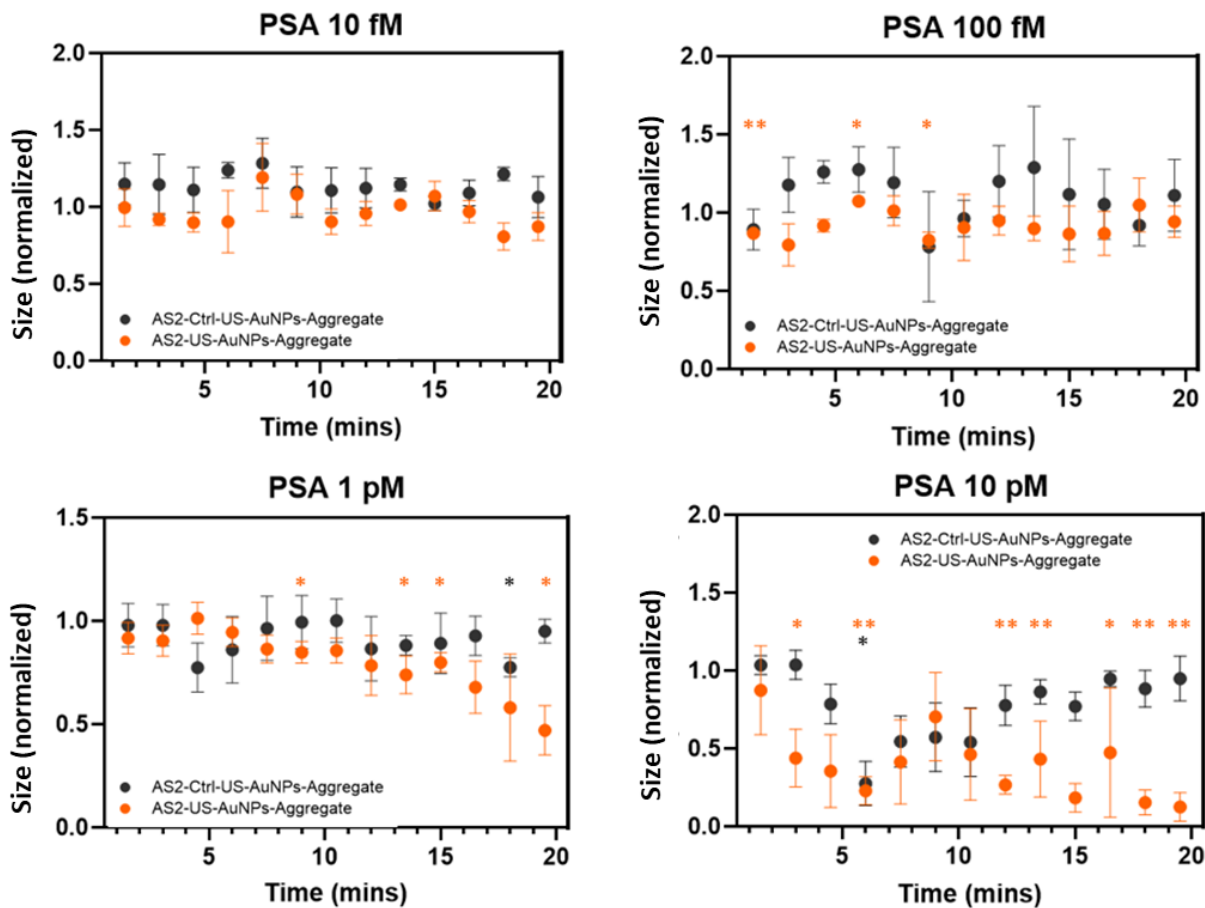 PSA 10 fM
2.0
1.5
1.0
0.5
0.0
Size (normalized)
AS2-Ctrl-US-AuNPs-Aggregate
AS2-US-AuNPs-Aggregate
5
10
15
20
Time (mins)
PSA 100 fM
2.0
1.5
1.0
0.5
0.0
Size (normalized)
** * *
AS2-Ctrl-US-AuNPs-Aggregate
AS2-US-AuNPs-Aggregate
5
10
15
20
Time (mins)
PSA 1 pM
1.5
1.0
0.5
0.0
Size (normalized)
* * * * *
AS2-Ctrl-US-AuNPs-Aggregate
AS2-US-AuNPs-Aggregate
5
10
15
20
Time (mins)
PSA 10 pM
2.0
1.5
1.0
0.5
0.0
Size (normalized)
AS2-Ctrl-US-AuNPs-Aggregate
AS2-US-AuNPs-Aggregate
* ** ** ** * ** **
*
5
10
15
20
Time (mins)